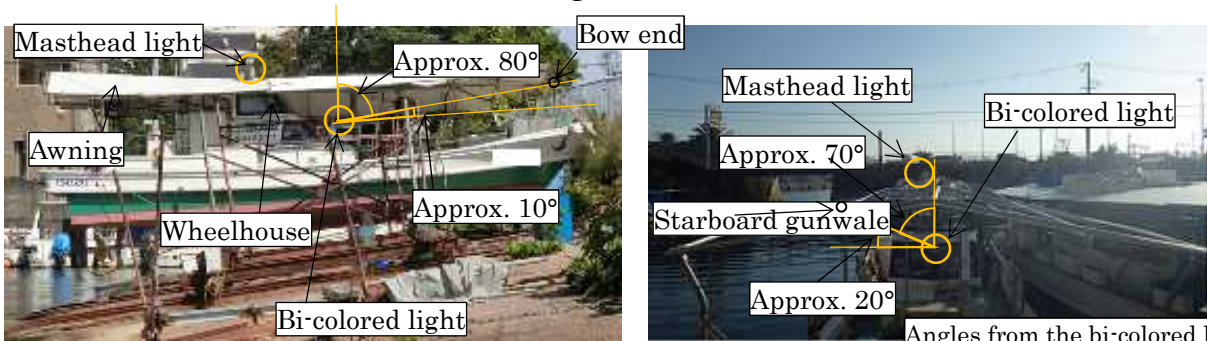 Masthead light
Approx. 80°
Bow end
Awning
Wheelhouse
Approx. 10°
Bi-colored light
Masthead light
Bi-colored light
Approx. 70°
Starboard gunwale
Approx. 20°
Angles from the bi-colored